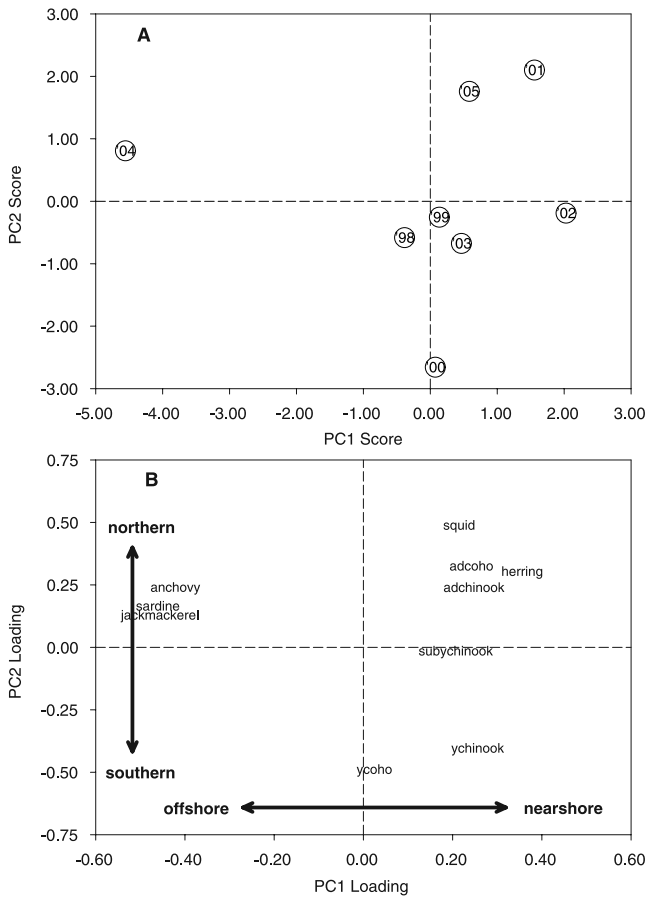 A
3.00
2.00
1.00
0.00
-1.00
-2.00
-3.00
PC2 Score
'01
'05
'04
'99
'02
'98
'03
'00
-5.00 -4.00 -3.00 -2.00 -1.00 0.00 1.00 2.00 3.00
PC1 Score
B
0.75
0.50
0.25
0.00
-0.25
-0.50
-0.75
PC2 Loading
northern
squid
adcoho
herring
anchovy
adchinook
sardine
jackmackerel
subychinook
ychinook
ycoho
southern
offshore
nearshore
-0.60 -0.40 -0.20 0.00 0.20 0.40 0.60
PC1 Loading